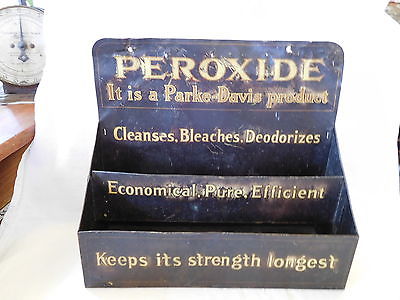 PEROXIDE
It is a Parke-Davis product
Cleanses, Bleaches, Deodorizes
Economical, Pure, Efficient
Keeps its strength longest